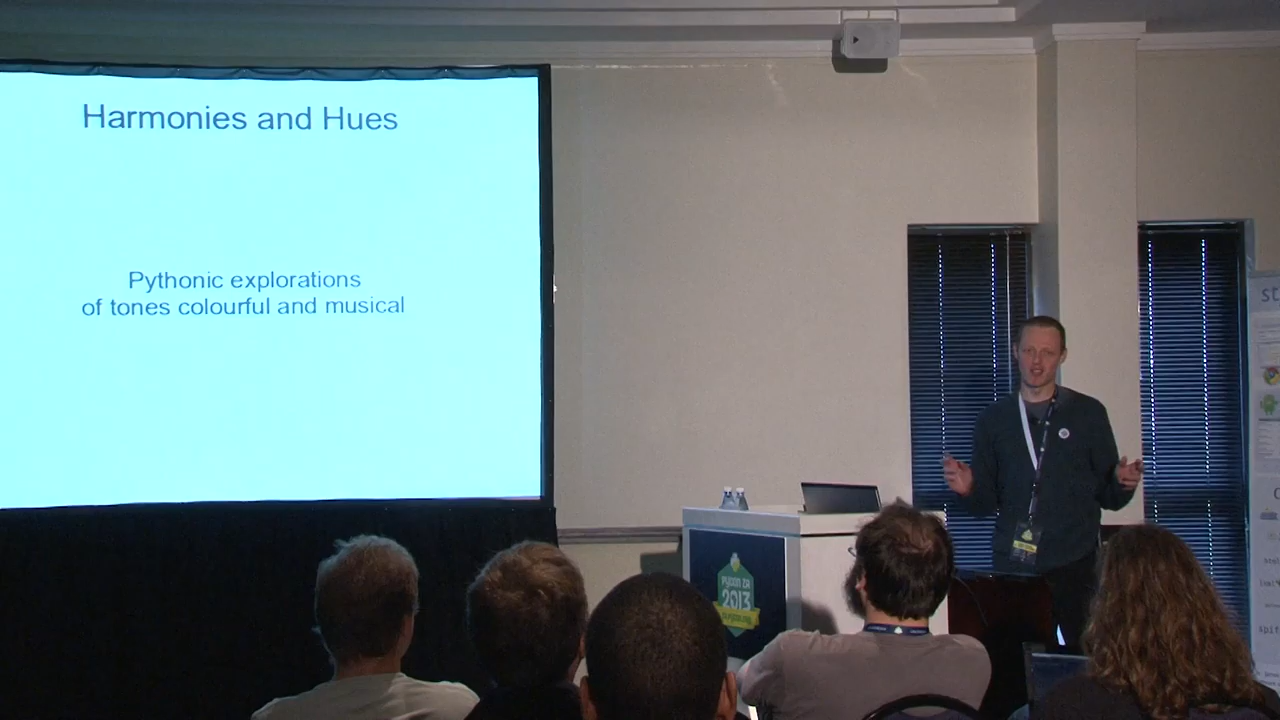 Harmonies and Hues
Pythonic explorations
of tones colourful and musical
PYCON ZA
2013